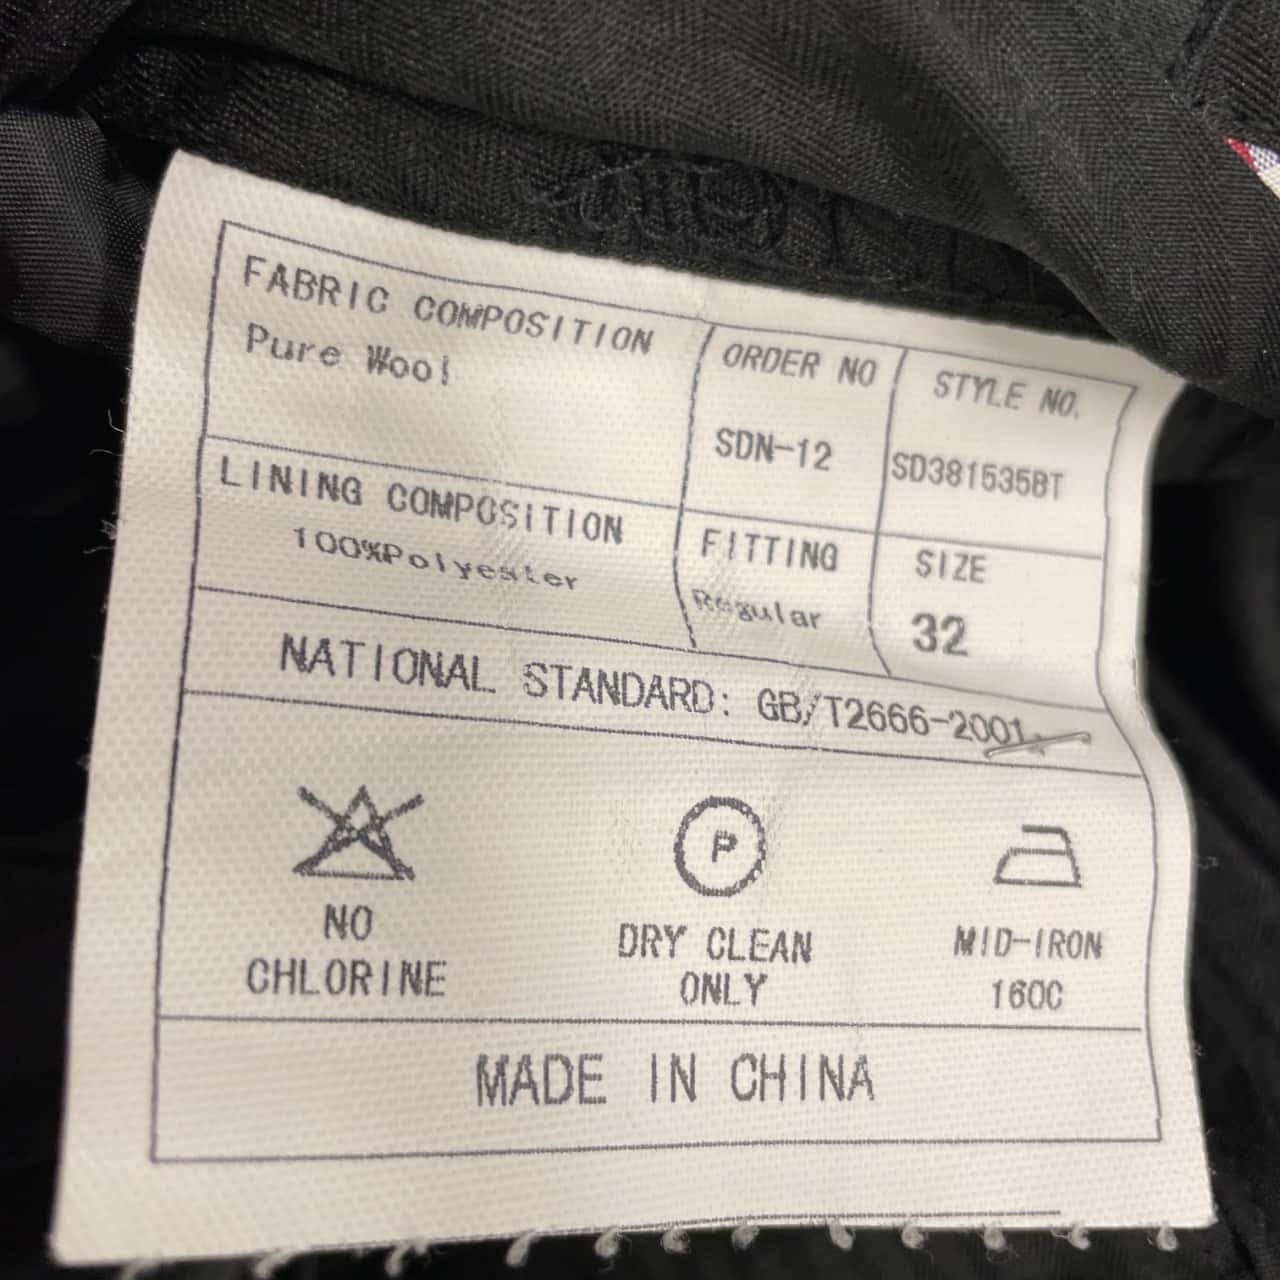 FABRIC COMPOSITION
Pure Wool
ORDER NO
SDN-12
STYLE NO.
SD381535BT
LINING COMPOSITION
100%Polyester
FITTING
Regular
SIZE
32
NATIONAL STANDARD: GB/T2666-2001
P
NO
CHLORINE
DRY CLEAN
ONLY
MID-IRON
160C
MADE IN CHINA